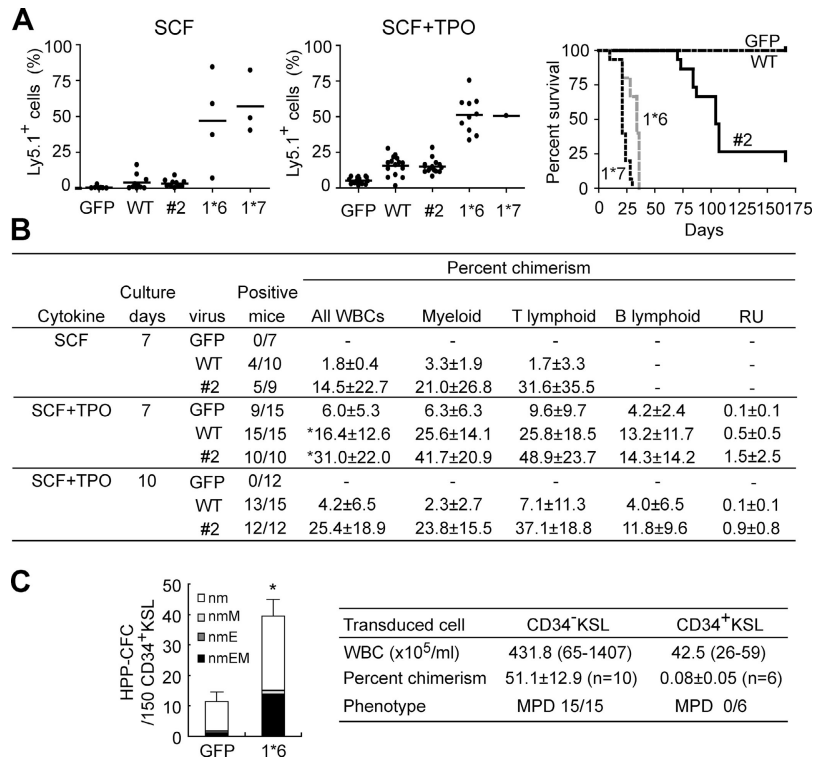 A
SCF
SCF+TPO
Ly5.1+ cells (%)
100
75
50
25
0
GFP WT #2 1*6 1*7
Ly5.1+ cells (%)
100
75
50
25
0
GFP WT #2 1*6 1*7
Percent survival
100
75
50
25
0
GFP
WT
1*6
#2
1*7
0 25 50 75 100 125 150 175
Days
B
Percent chimerism
Culture Positive
Cytokine days virus mice All WBCs Myeloid T lymphoid B lymphoid RU
SCF 7 GFP 0/7 - - - - -
WT 4/10 1.8±0.4 3.3±1.9 1.7±3.3 - -
#2 5/9 14.5±22.7 21.0±26.8 31.6±35.5 - -
SCF+TPO 7 GFP 9/15 6.0±5.3 6.3±6.3 9.6±9.7 4.2±2.4 0.1±0.1
WT 15/15 *16.4±12.6 25.6±14.1 25.8±18.5 13.2±11.7 0.5±0.5
#2 10/10 *31.0±22.0 41.7±20.9 48.9±23.7 14.3±14.2 1.5±2.5
SCF+TPO 10 GFP 0/12 - - - - -
WT 13/15 4.2±6.5 2.3±2.7 7.1±11.3 4.0±6.5 0.1±0.1
#2 12/12 25.4±18.9 23.8±15.5 37.1±18.8 11.8±9.6 0.9±0.8
C
HPP-CFC
/150 CD34+KSL
50
40
30
20
10
0
nm
nmM
nmE
nmEM
*
GFP 1*6
Transduced cell CD34-KSL CD34+KSL
WBC (x10^5/ml) 431.8 (65-1407) 42.5 (26-59)
Percent chimerism 51.1±12.9 (n=10) 0.08±0.05 (n=6)
Phenotype MPD 15/15 MPD 0/6